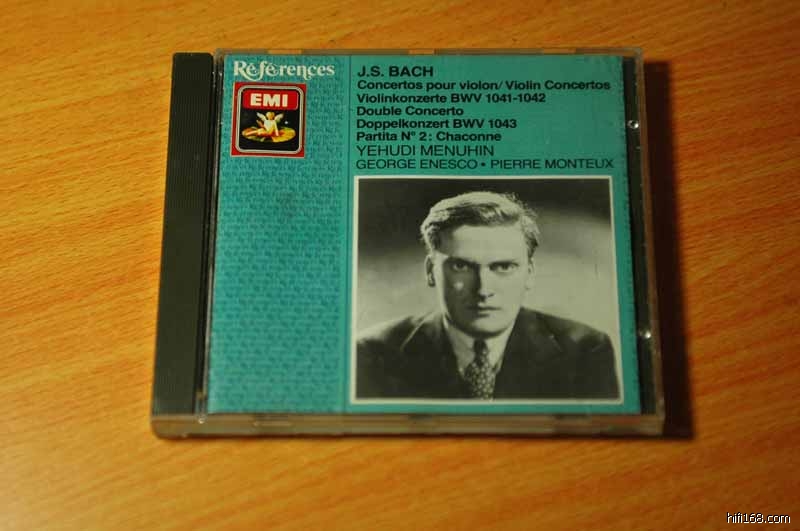 Références
EMI
J.S. BACH
Concertos pour violon/Violin Concertos
Violinkonzerte BWV 1041-1042
Double Concerto
Doppelkonzert BWV 1043
Partita Nº 2: Chaconne
YEHUDI MENUHIN
GEORGE ENESCO • PIERRE MONTEUX
hifi168.com